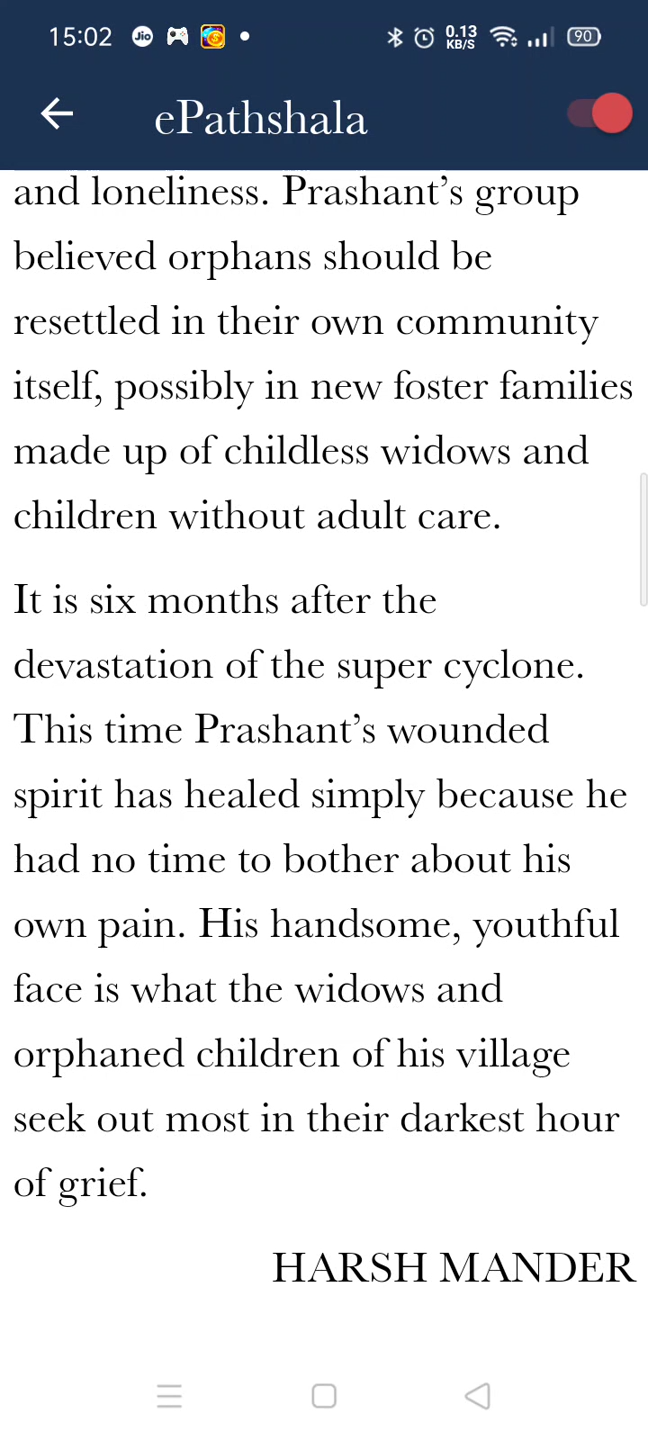 15:02 Jio 0.13 KB/S 90
ePathshala
and loneliness. Prashant’s group
believed orphans should be
resettled in their own community
itself, possibly in new foster families
made up of childless widows and
children without adult care.
It is six months after the
devastation of the super cyclone.
This time Prashant’s wounded
spirit has healed simply because he
had no time to bother about his
own pain. His handsome, youthful
face is what the widows and
orphaned children of his village
seek out most in their darkest hour
of grief.
HARSH MANDER